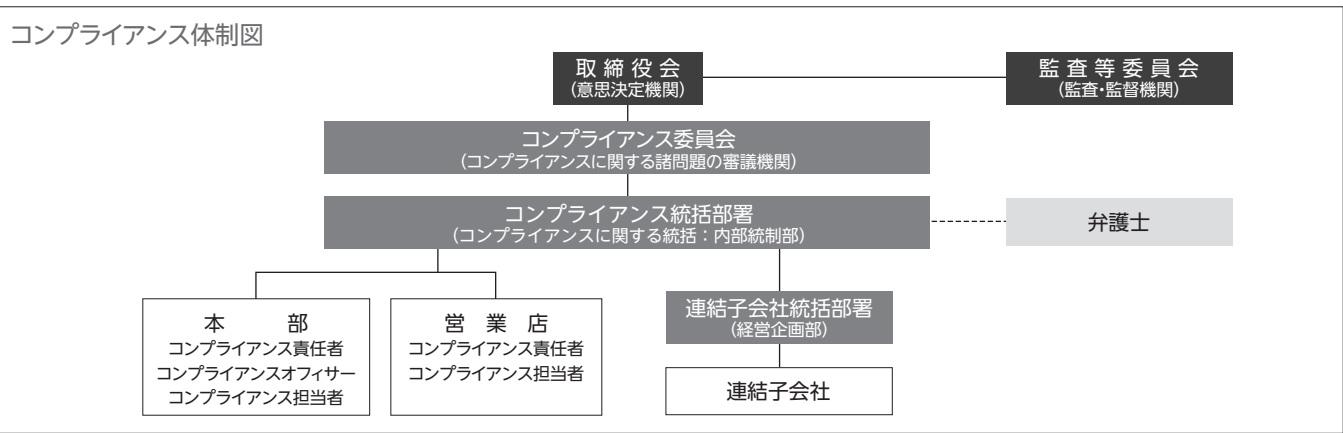 コンプライアンス体制図
取締役会
(意思決定機関)
監査等委員会
(監査・監督機関)
コンプライアンス委員会
(コンプライアンスに関する諸問題の審議機関)
コンプライアンス統括部署
(コンプライアンスに関する統括：内部統制部)
弁護士
本　部
コンプライアンス責任者
コンプライアンスオフィサー
コンプライアンス担当者
営 業 店
コンプライアンス責任者
コンプライアンス担当者
連結子会社統括部署
(経営企画部)
連結子会社